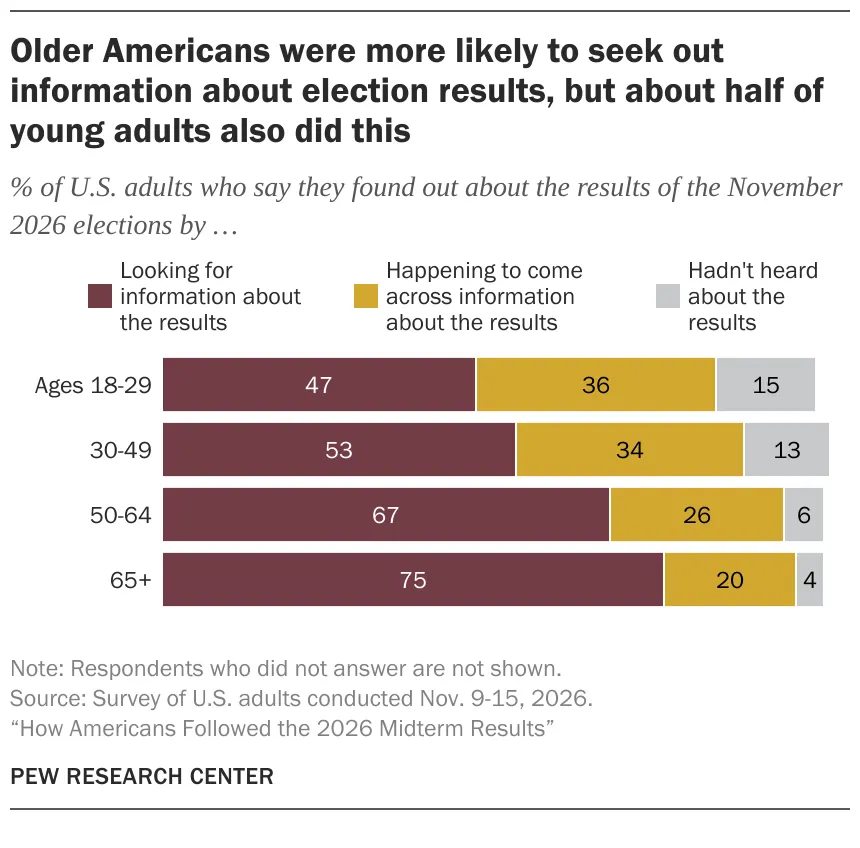 Older Americans were more likely to seek out
information about election results, but about half of
young adults also did this
% of U.S. adults who say they found out about the results of the November
2026 elections by …
Looking for
information about
the results
Happening to come
across information
about the results
Hadn't heard
about the
results
Ages 18-29 47 36 15
30-49 53 34 13
50-64 67 26 6
65+ 75 20 4
Note: Respondents who did not answer are not shown.
Source: Survey of U.S. adults conducted Nov. 9-15, 2026.
“How Americans Followed the 2026 Midterm Results”
PEW RESEARCH CENTER